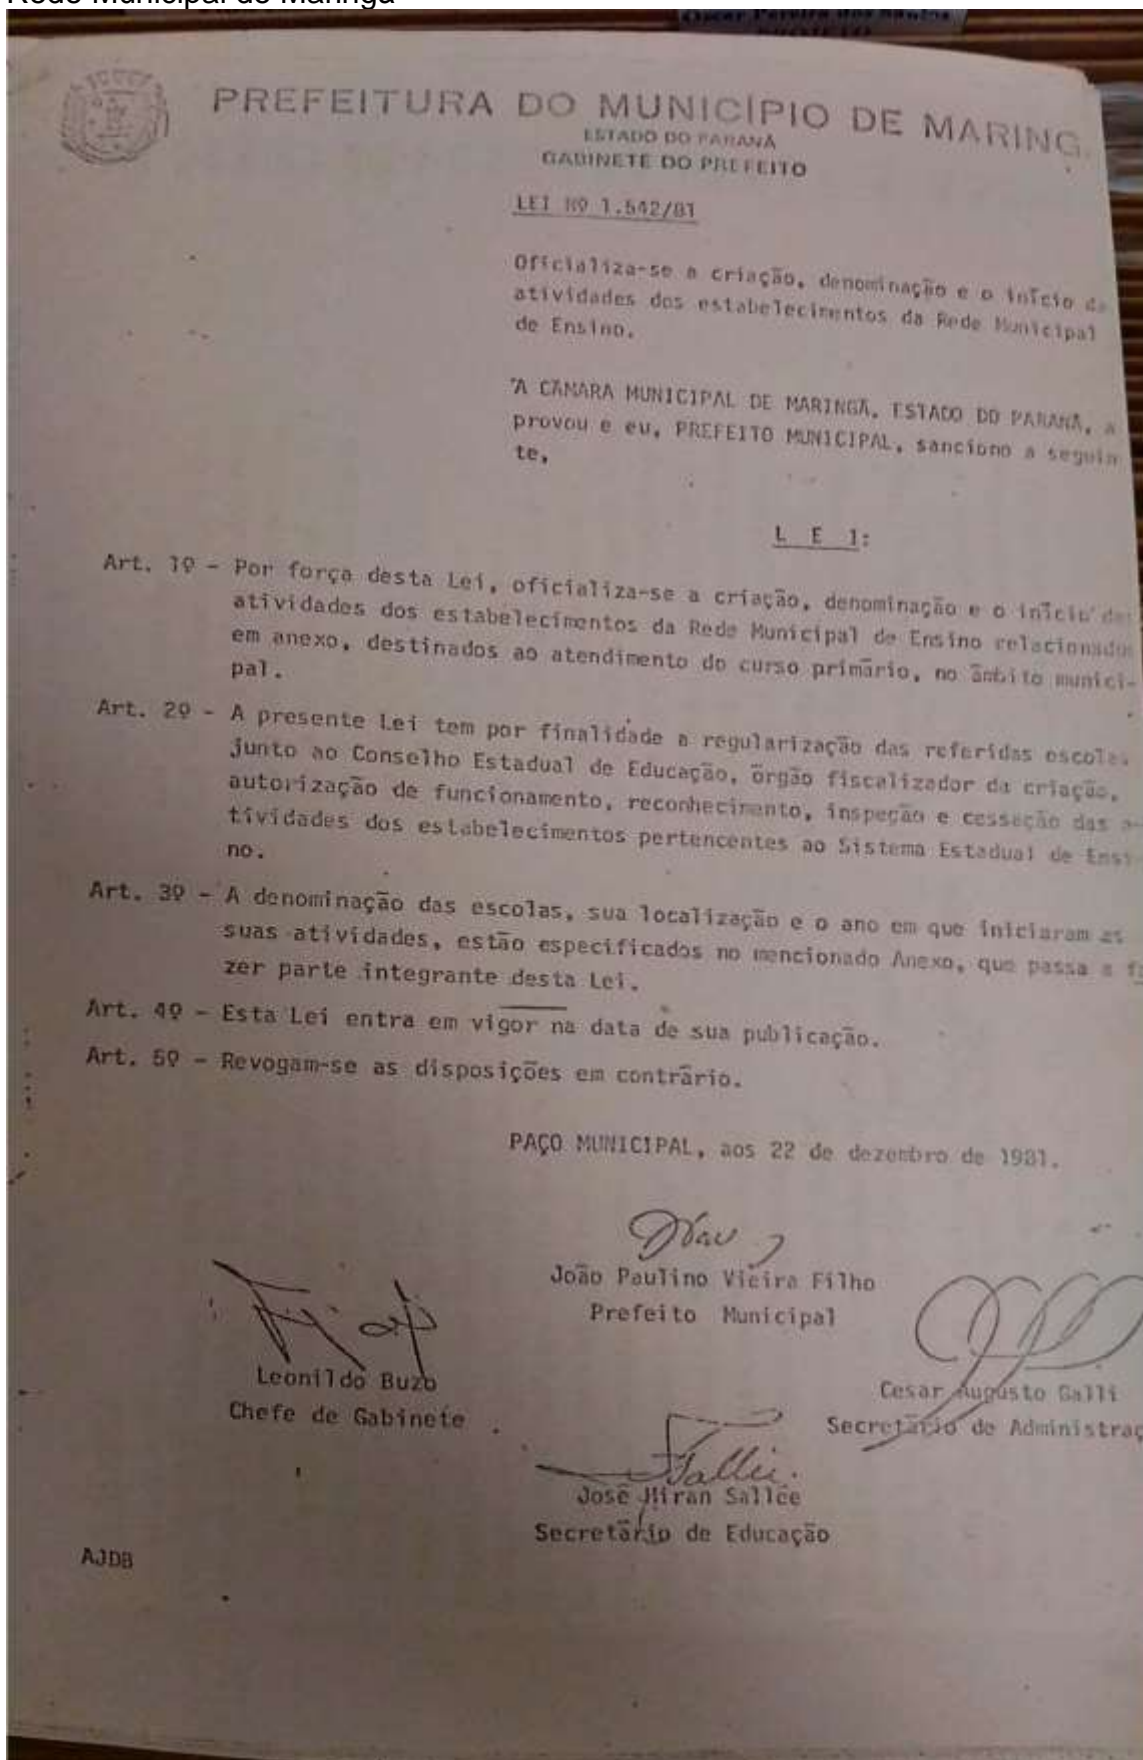 Rede Municipal de Maringá
Oscar Pereira dos Santos
PREFEITURA DO MUNICÍPIO DE MARING
ESTADO DO PARANÁ
GABINETE DO PREFEITO
LEI Nº 1.542/81
Oficializa-se a criação, denominação e o início d
atividades dos estabelecimentos da Rede Municipal
de Ensino.
"A CÂMARA MUNICIPAL DE MARINGÁ, ESTADO DO PARANÁ, a
provou e eu, PREFEITO MUNICIPAL, sanciono a seguin
te,
L E I:
Art. 1º - Por força desta Lei, oficializa-se a criação, denominação e o início das
atividades dos estabelecimentos da Rede Municipal de Ensino relacionados
em anexo, destinados ao atendimento do curso primário, no âmbito munici-
pal.
Art. 2º - A presente Lei tem por finalidade a regularização das referidas escolas
junto ao Conselho Estadual de Educação, órgão fiscalizador da criação,
autorização de funcionamento, reconhecimento, inspeção e cessação das a-
tividades dos estabelecimentos pertencentes ao Sistema Estadual de Ensi
no.
Art. 3º - A denominação das escolas, sua localização e o ano em que iniciaram as
suas atividades, estão especificados no mencionado Anexo, que passa a fa
zer parte integrante desta Lei.
Art. 4º - Esta Lei entra em vigor na data de sua publicação.
Art. 5º - Revogam-se as disposições em contrário.
PAÇO MUNICIPAL, aos 22 de dezembro de 1981.
João Paulino Vieira Filho
Prefeito Municipal
Leonildo Buzo
Chefe de Gabinete
Cesar Augusto Galli
Secretário de Administraç
José Hiran Sallée
Secretário de Educação
AJDB